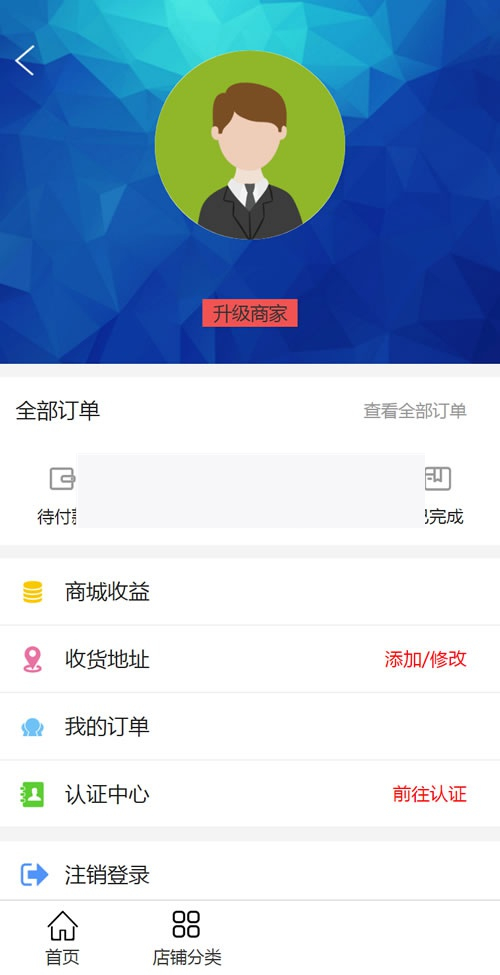 升级商家
全部订单 查看全部订单
待付 完成
商城收益
收货地址 添加/修改
我的订单
认证中心 前往认证
注销登录
首页 店铺分类